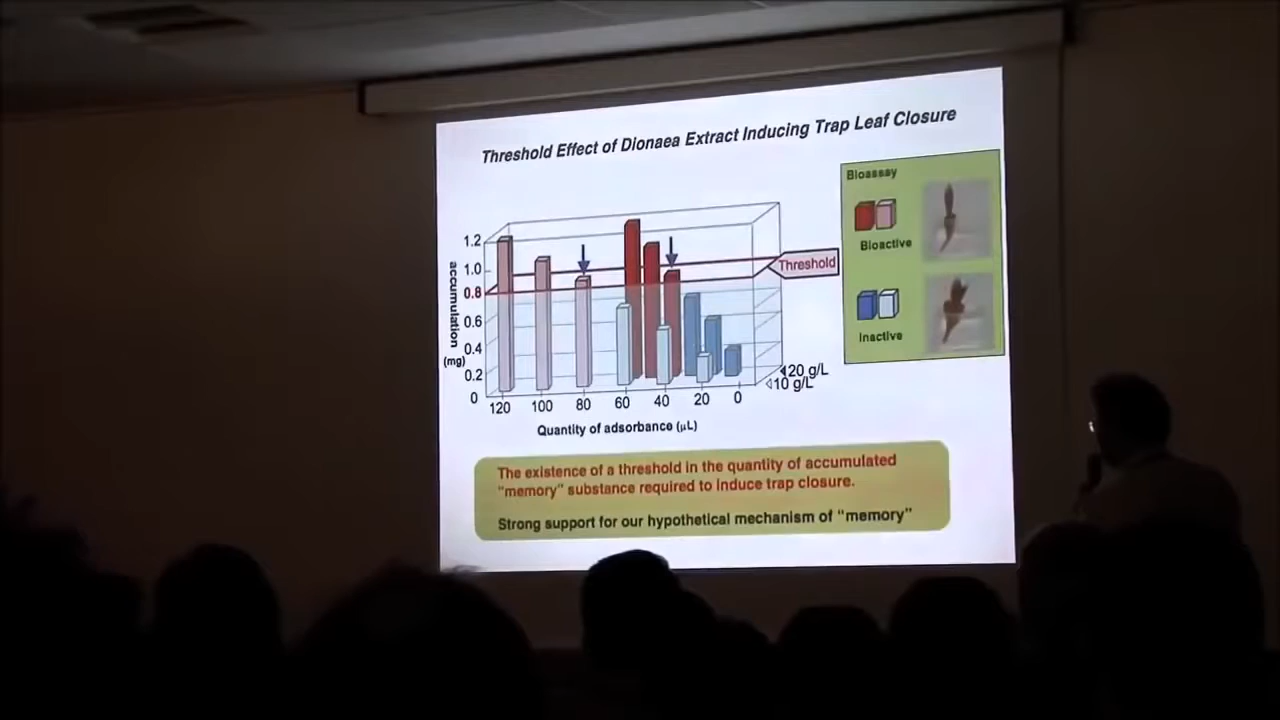 Threshold Effect of Dionaea Extract Inducing Trap Leaf Closure
Bioassay
Bioactive
Inactive
Threshold
accumulation
(mg)
1.2
1.0
0.8
0.6
0.4
0.2
0
120 100 80 60 40 20 0
20 g/L
10 g/L
Quantity of adsorbance (μL)
The existence of a threshold in the quantity of accumulated
"memory" substance required to induce trap closure.
Strong support for our hypothetical mechanism of "memory"